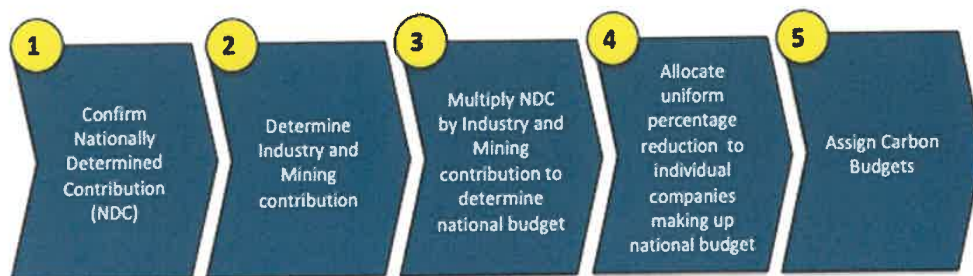 1
Confirm
Nationally
Determined
Contribution
(NDC)
2
Determine
Industry and
Mining
contribution
3
Multiply NDC
by Industry and
Mining
contribution to
determine
national budget
4
Allocate
uniform
percentage
reduction to
individual
companies
making up
national budget
5
Assign Carbon
Budgets